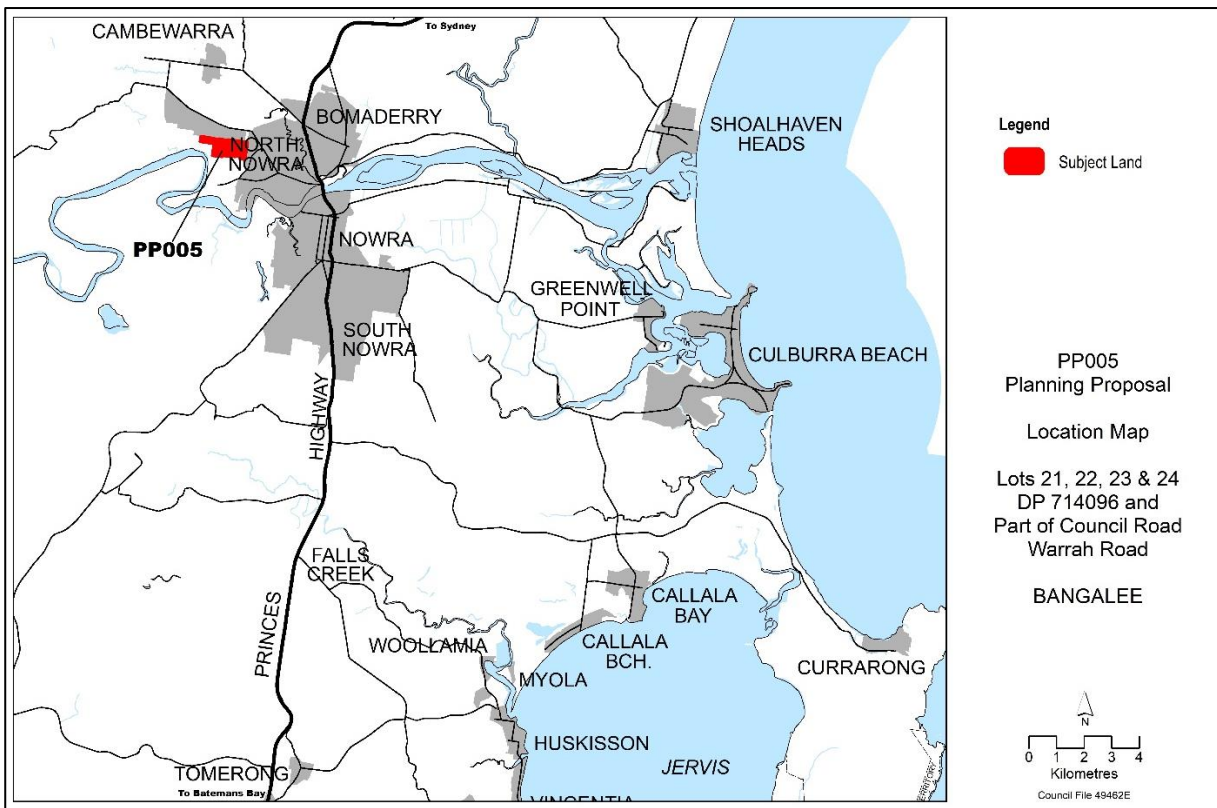 To Sydney
CAMBEWARRA
BOMADERRY
NORTH
NOWRA
SHOALHAVEN
HEADS
PP005
NOWRA
GREENWELL
POINT
SOUTH
NOWRA
CULBURRA BEACH
PRINCES
HIGHWAY
FALLS
CREEK
CALLALA
BAY
WOOLLAMIA
CALLALA
BCH.
CURRARONG
MYOLA
HUSKISSON
JERVIS
TOMERONG
To Batemans Bay
VINCENTIA
TERRITORY
Legend
Subject Land
PP005
Planning Proposal
Location Map
Lots 21, 22, 23 & 24
DP 714096 and
Part of Council Road
Warrah Road
BANGALEE
N
0 1 2 3 4
Kilometres
Council File 49462E